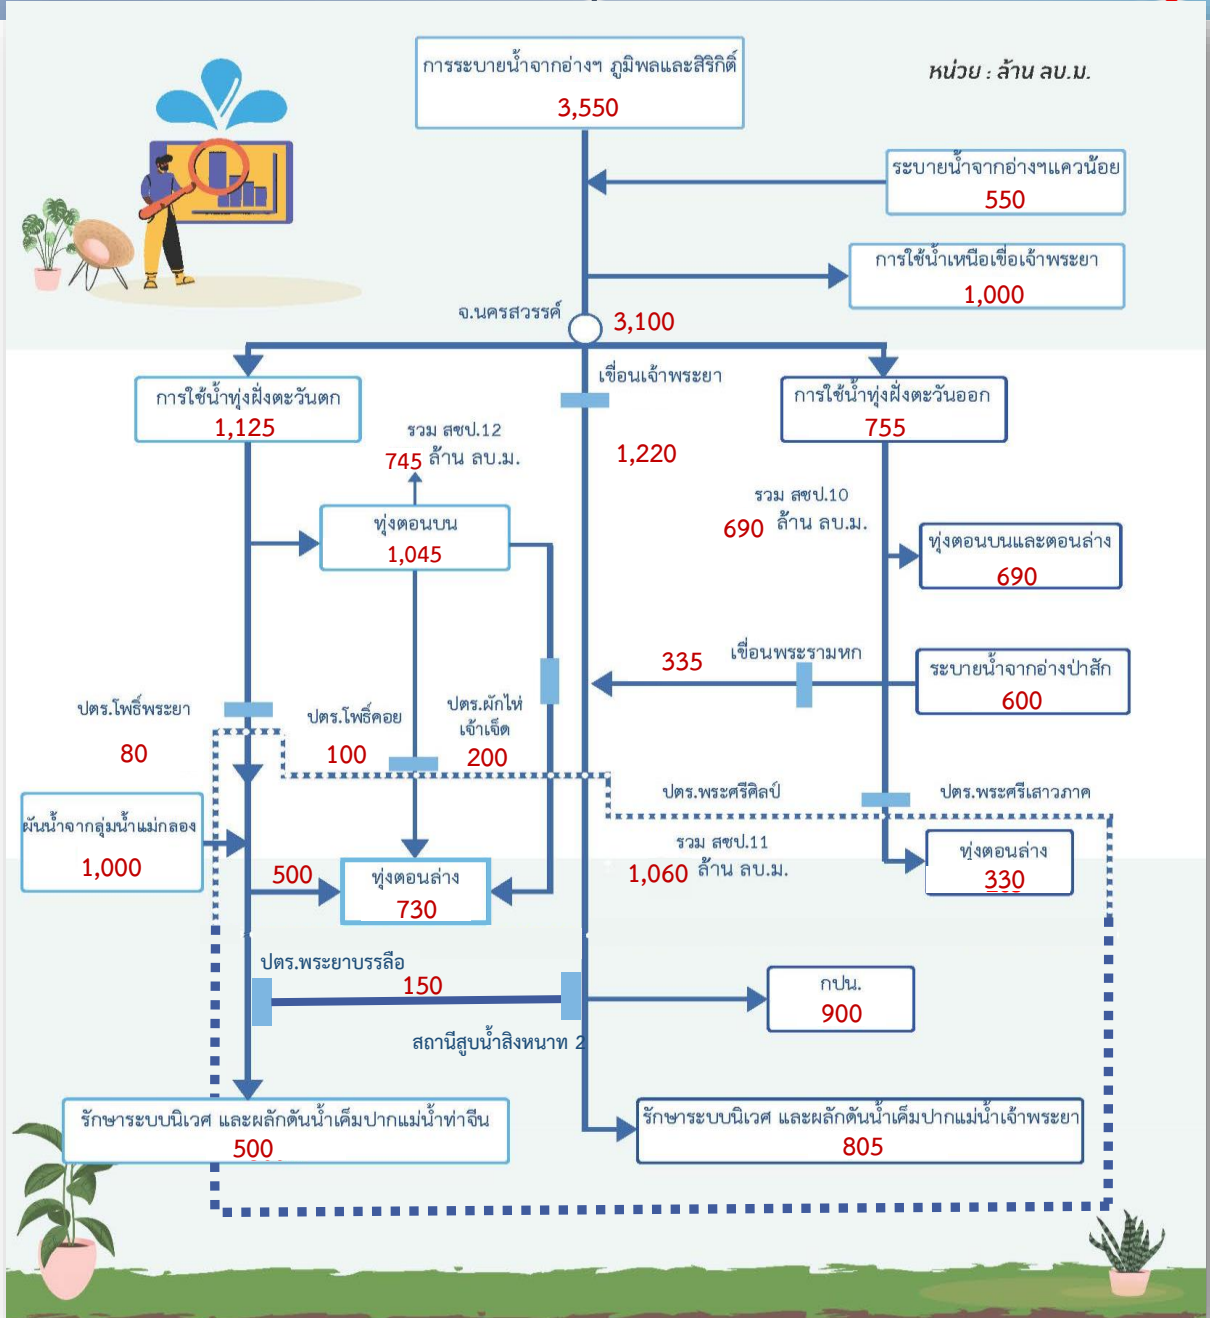 การระบายน้ำจากอ่างฯ ภูมิพลและสิริกิติ์
3,550
หน่วย : ล้าน ลบ.ม.
ระบายน้ำจากอ่างฯแควน้อย
550
การใช้น้ำเหนือเขื่อเจ้าพระยา
1,000
จ.นครสวรรค์
3,100
การใช้น้ำทุ่งฝั่งตะวันตก
1,125
เขื่อนเจ้าพระยา
1,220
การใช้น้ำทุ่งฝั่งตะวันออก
755
รวม สชป.12
745 ล้าน ลบ.ม.
ทุ่งตอนบน
1,045
รวม สชป.10
690 ล้าน ลบ.ม.
ทุ่งตอนบนและตอนล่าง
690
335
เขื่อนพระรามหก
ระบายน้ำจากอ่างป่าสัก
600
ปตร.โพธิ์พระยา
80
ปตร.โพธิ์คอย
100
ปตร.ผักไห่
เจ้าเจ็ด
200
ปตร.พระศรีศิลป์
ปตร.พระศรีเสาวภาค
ผันน้ำจากลุ่มน้ำแม่กลอง
1,000
500
ทุ่งตอนล่าง
730
รวม สชป.11
1,060 ล้าน ลบ.ม.
ทุ่งตอนล่าง
330
ปตร.พระยาบรรลือ
150
สถานีสูบน้ำสิงหนาท 2
กปน.
900
รักษาระบบนิเวศ และผลักดันน้ำเค็มปากแม่น้ำท่าจีน
500
รักษาระบบนิเวศ และผลักดันน้ำเค็มปากแม่น้ำเจ้าพระยา
805